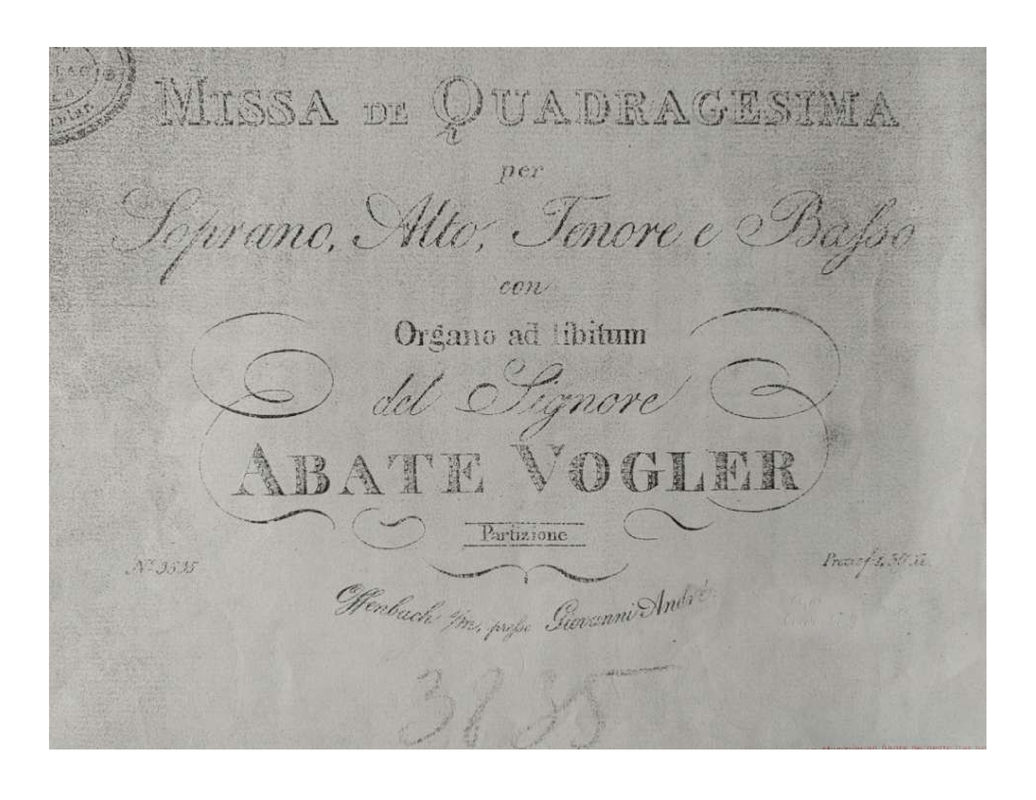 MISSA DE QUADRAGESIMA
per
Soprano, Alto, Tenore e Basso
con
Organo ad libitum
del Signore
ABATE VOGLER
Partizione
Offenbach s/m, presso Giovanni André